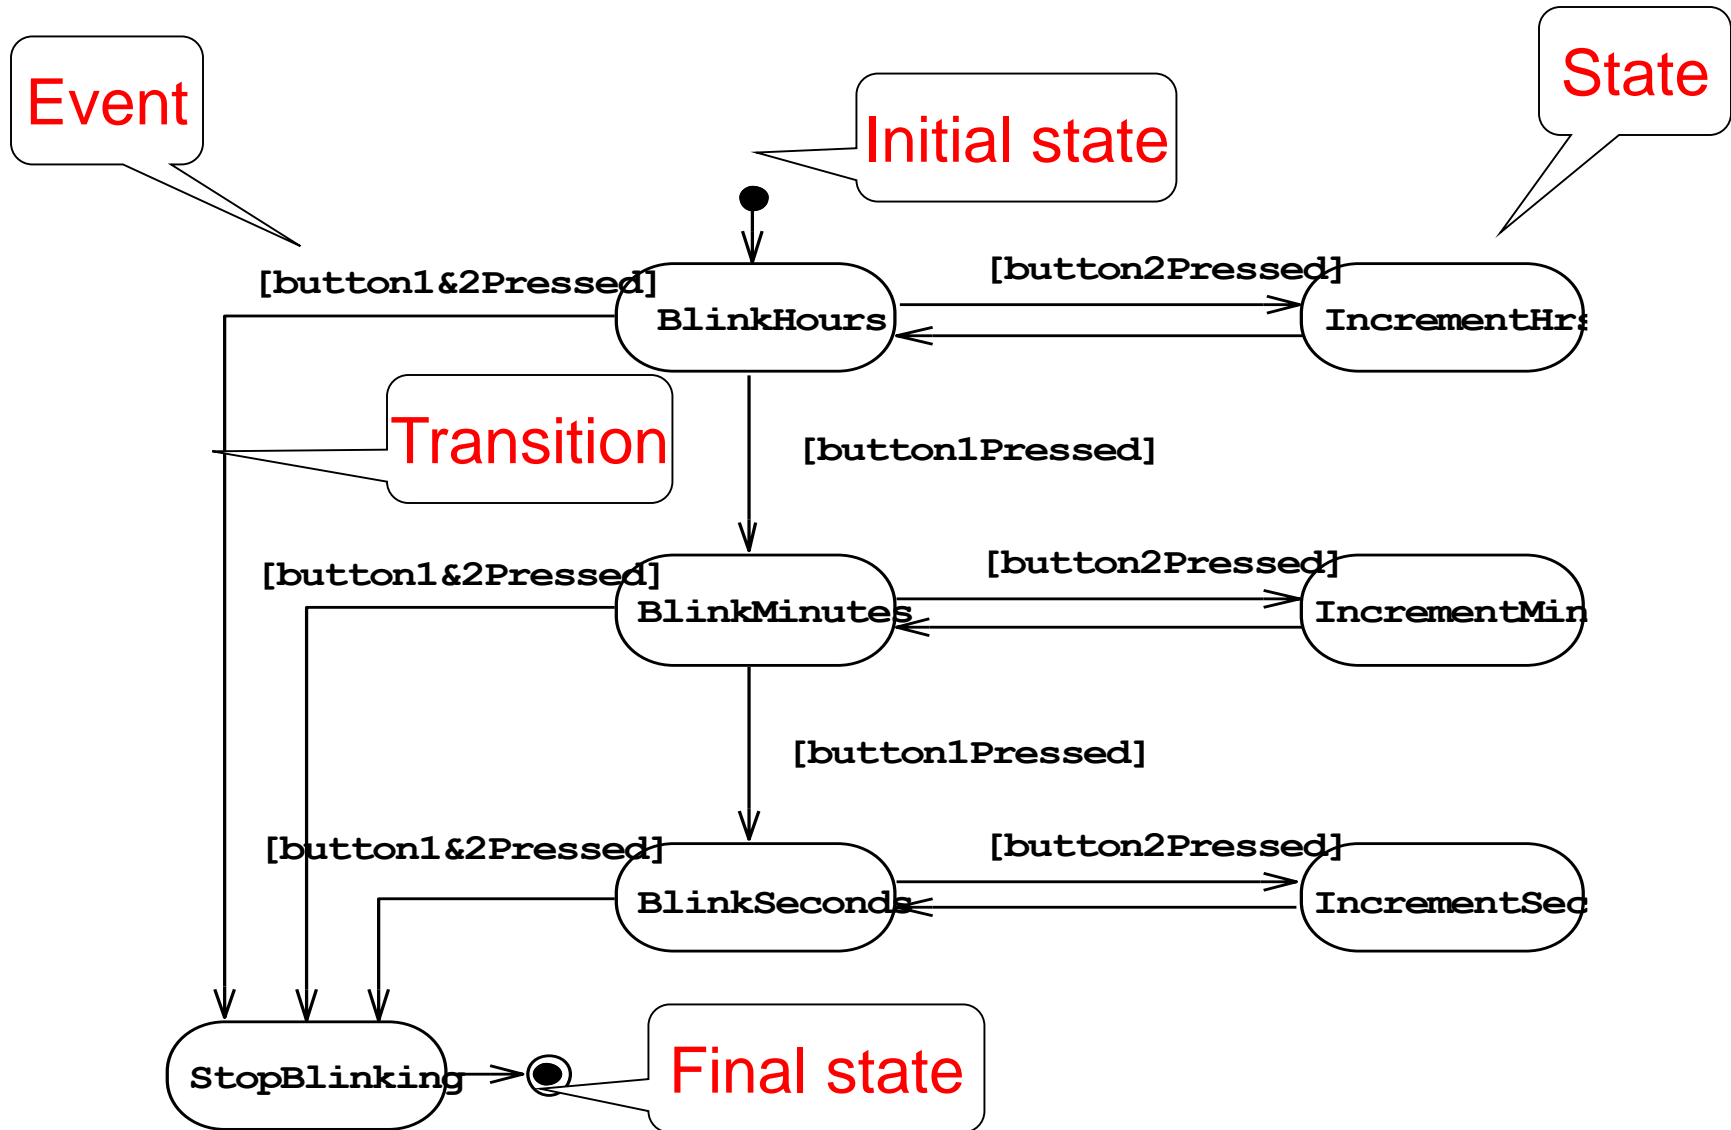 Event
Initial state
State
[button1&2Pressed]
[button2Pressed]
BlinkHours
IncrementHrs
Transition
[button1Pressed]
[button1&2Pressed]
[button2Pressed]
BlinkMinutes
IncrementMin
[button1Pressed]
[button1&2Pressed]
[button2Pressed]
BlinkSeconds
IncrementSec
StopBlinking
Final state